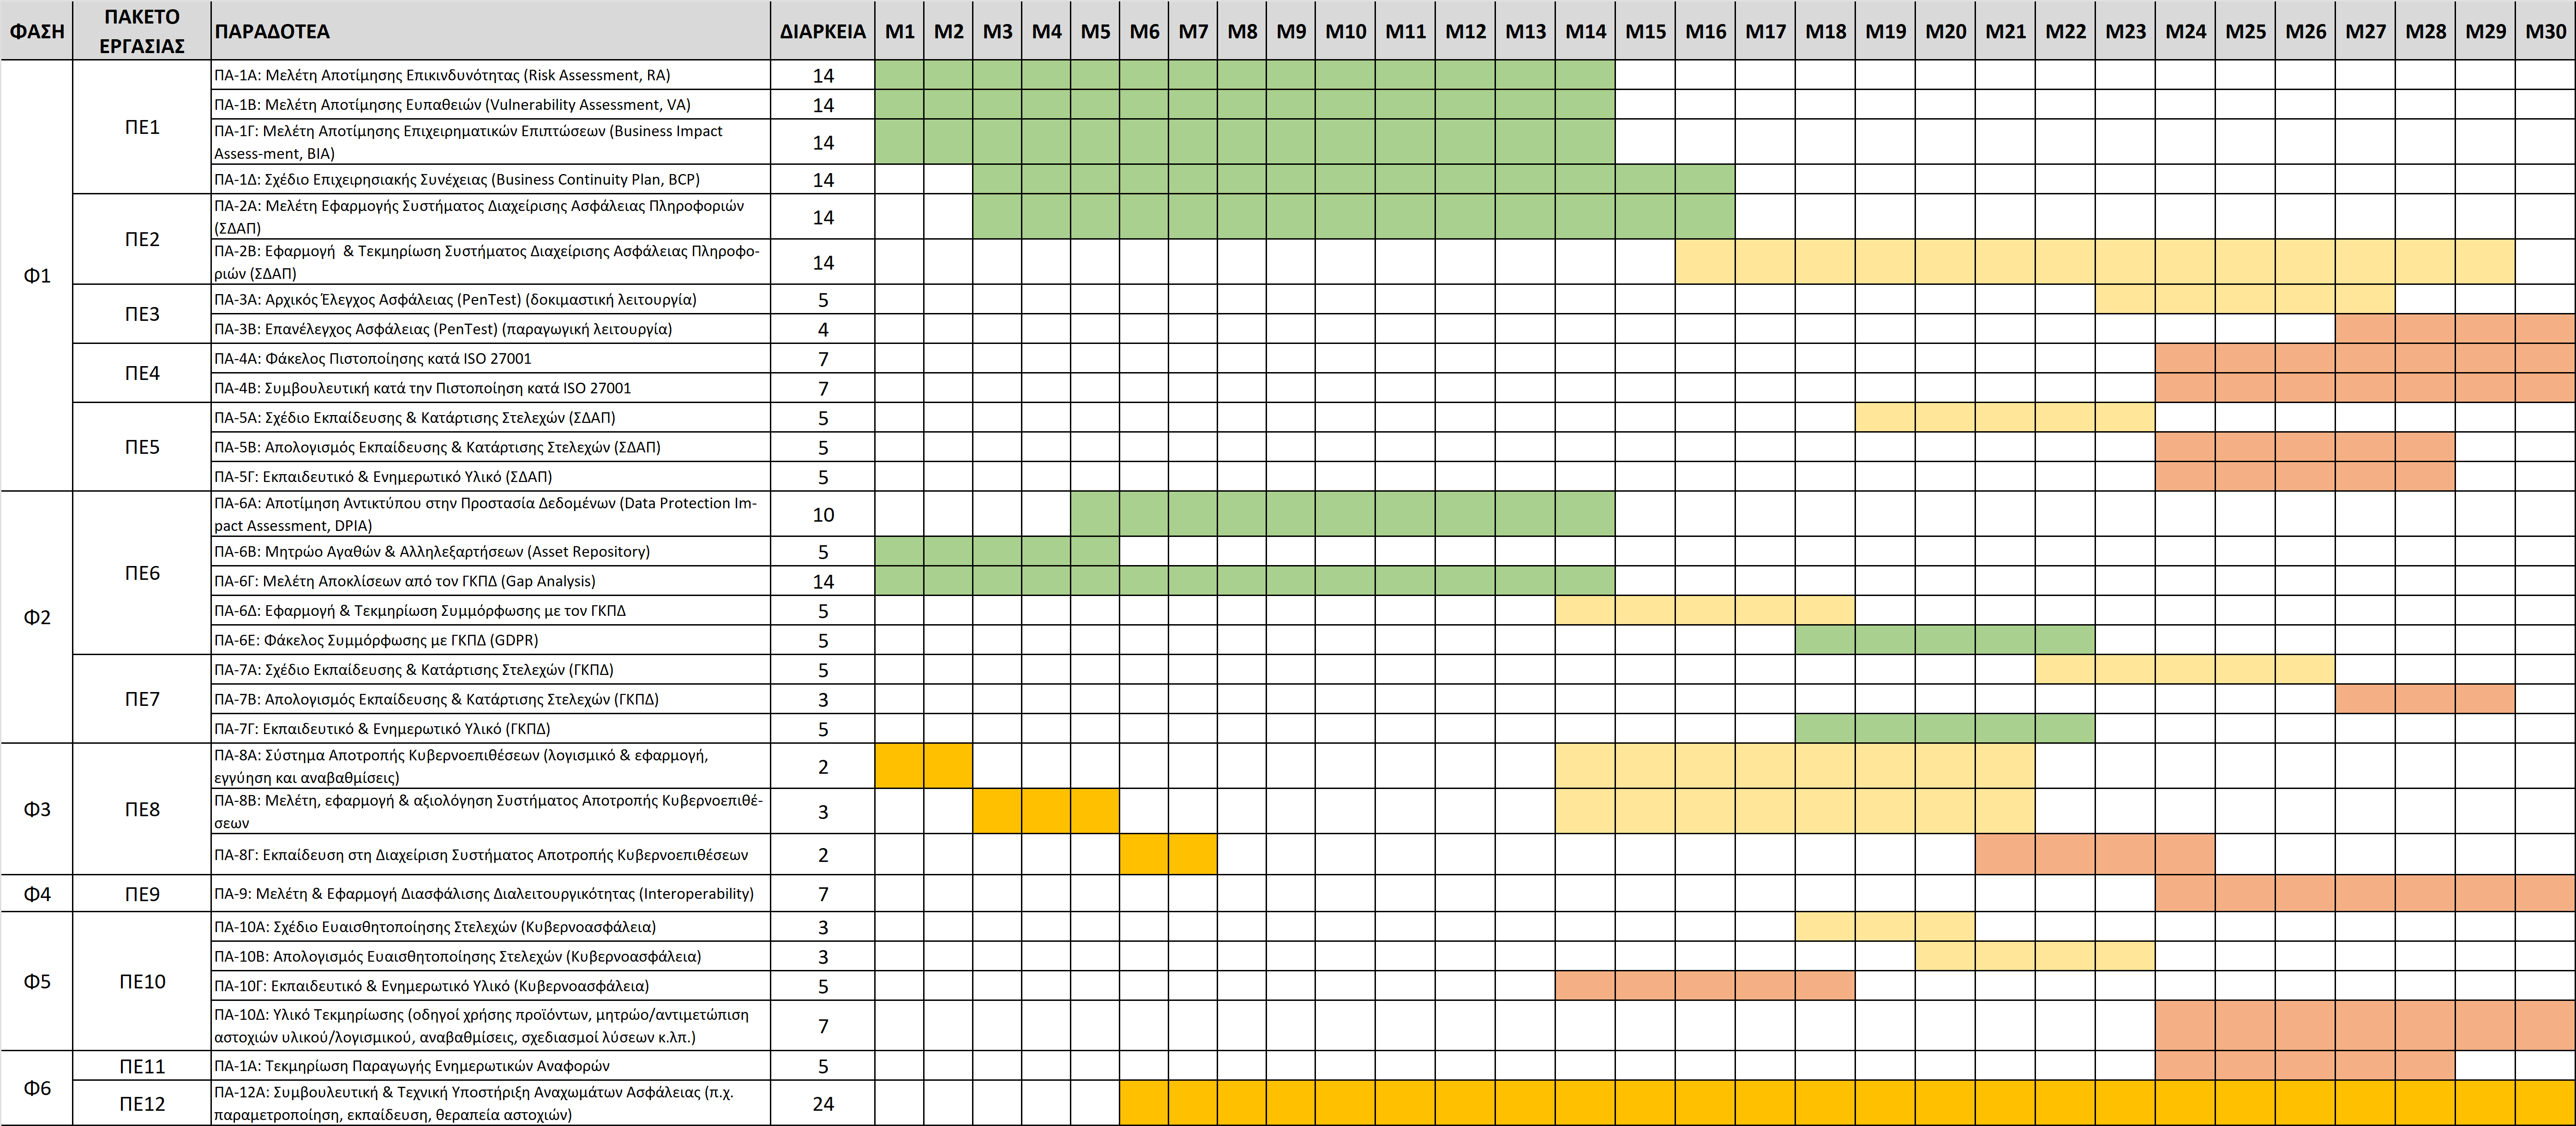 ΦΑΣΗ ΠΑΚΕΤΟ ΕΡΓΑΣΙΑΣ ΠΑΡΑΔΟΤΕΑ ΔΙΑΡΚΕΙΑ M1 M2 M3 M4 M5 M6 M7 M8 M9 M10 M11 M12 M13 M14 M15 M16 M17 M18 M19 M20 M21 M22 M23 M24 M25 M26 M27 M28 M29 M30
Φ1
ΠΕ1
ΠΑ-1Α: Μελέτη Αποτίμησης Επικινδυνότητας (Risk Assessment, RA) 14
ΠΑ-1Β: Μελέτη Αποτίμησης Ευπαθειών (Vulnerability Assessment, VA) 14
ΠΑ-1Γ: Μελέτη Αποτίμησης Επιχειρηματικών Επιπτώσεων (Business Impact
Assess-ment, BIA) 14
ΠΑ-1Δ: Σχέδιο Επιχειρησιακής Συνέχειας (Business Continuity Plan, BCP) 14
ΠΕ2
ΠΑ-2Α: Μελέτη Εφαρμογής Συστήματος Διαχείρισης Ασφάλειας Πληροφοριών
(ΣΔΑΠ) 14
ΠΑ-2Β: Εφαρμογή & Τεκμηρίωση Συστήματος Διαχείρισης Ασφάλειας Πληροφο-
ριών (ΣΔΑΠ) 14
ΠΕ3
ΠΑ-3Α: Αρχικός Έλεγχος Ασφάλειας (PenTest) (δοκιμαστική λειτουργία) 5
ΠΑ-3Β: Επανέλεγχος Ασφάλειας (PenTest) (παραγωγική λειτουργία) 4
ΠΕ4
ΠΑ-4Α: Φάκελος Πιστοποίησης κατά ISO 27001 7
ΠΑ-4Β: Συμβουλευτική κατά την Πιστοποίηση κατά ISO 27001 7
ΠΕ5
ΠΑ-5Α: Σχέδιο Εκπαίδευσης & Κατάρτισης Στελεχών (ΣΔΑΠ) 5
ΠΑ-5Β: Απολογισμός Εκπαίδευσης & Κατάρτισης Στελεχών (ΣΔΑΠ) 5
ΠΑ-5Γ: Εκπαιδευτικό & Ενημερωτικό Υλικό (ΣΔΑΠ) 5
Φ2
ΠΕ6
ΠΑ-6Α: Αποτίμηση Αντικτύπου στην Προστασία Δεδομένων (Data Protection Im-
pact Assessment, DPIA) 10
ΠΑ-6Β: Μητρώο Αγαθών & Αλληλεξαρτήσεων (Asset Repository) 5
ΠΑ-6Γ: Μελέτη Αποκλίσεων από τον ΓΚΠΔ (Gap Analysis) 14
ΠΑ-6Δ: Εφαρμογή & Τεκμηρίωση Συμμόρφωσης με τον ΓΚΠΔ 5
ΠΑ-6Ε: Φάκελος Συμμόρφωσης με ΓΚΠΔ (GDPR) 5
ΠΕ7
ΠΑ-7Α: Σχέδιο Εκπαίδευσης & Κατάρτισης Στελεχών (ΓΚΠΔ) 5
ΠΑ-7Β: Απολογισμός Εκπαίδευσης & Κατάρτισης Στελεχών (ΓΚΠΔ) 3
ΠΑ-7Γ: Εκπαιδευτικό & Ενημερωτικό Υλικό (ΓΚΠΔ) 5
Φ3
ΠΕ8
ΠΑ-8Α: Σύστημα Αποτροπής Κυβερνοεπιθέσεων (λογισμικό & εφαρμογή,
εγγύηση και αναβαθμίσεις) 2
ΠΑ-8Β: Μελέτη, εφαρμογή & αξιολόγηση Συστήματος Αποτροπής Κυβερνοεπιθέ-
σεων 3
ΠΑ-8Γ: Εκπαίδευση στη Διαχείριση Συστήματος Αποτροπής Κυβερνοεπιθέσεων 2
Φ4
ΠΕ9
ΠΑ-9: Μελέτη & Εφαρμογή Διασφάλισης Διαλειτουργικότητας (Interoperability) 7
Φ5
ΠΕ10
ΠΑ-10Α: Σχέδιο Ευαισθητοποίησης Στελεχών (Κυβερνοασφάλεια) 3
ΠΑ-10Β: Απολογισμός Ευαισθητοποίησης Στελεχών (Κυβερνοασφάλεια) 3
ΠΑ-10Γ: Εκπαιδευτικό & Ενημερωτικό Υλικό (Κυβερνοασφάλεια) 5
ΠΑ-10Δ: Υλικό Τεκμηρίωσης (οδηγοί χρήσης προϊόντων, μητρώο/αντιμετώπιση
αστοχιών υλικού/λογισμικού, αναβαθμίσεις, σχεδιασμοί λύσεων κ.λπ.) 7
Φ6
ΠΕ11
ΠΑ-1Α: Τεκμηρίωση Παραγωγής Ενημερωτικών Αναφορών 5
ΠΕ12
ΠΑ-12Α: Συμβουλευτική & Τεχνική Υποστήριξη Αναχωμάτων Ασφάλειας (π.χ.
παραμετροποίηση, εκπαίδευση, θεραπεία αστοχιών) 24